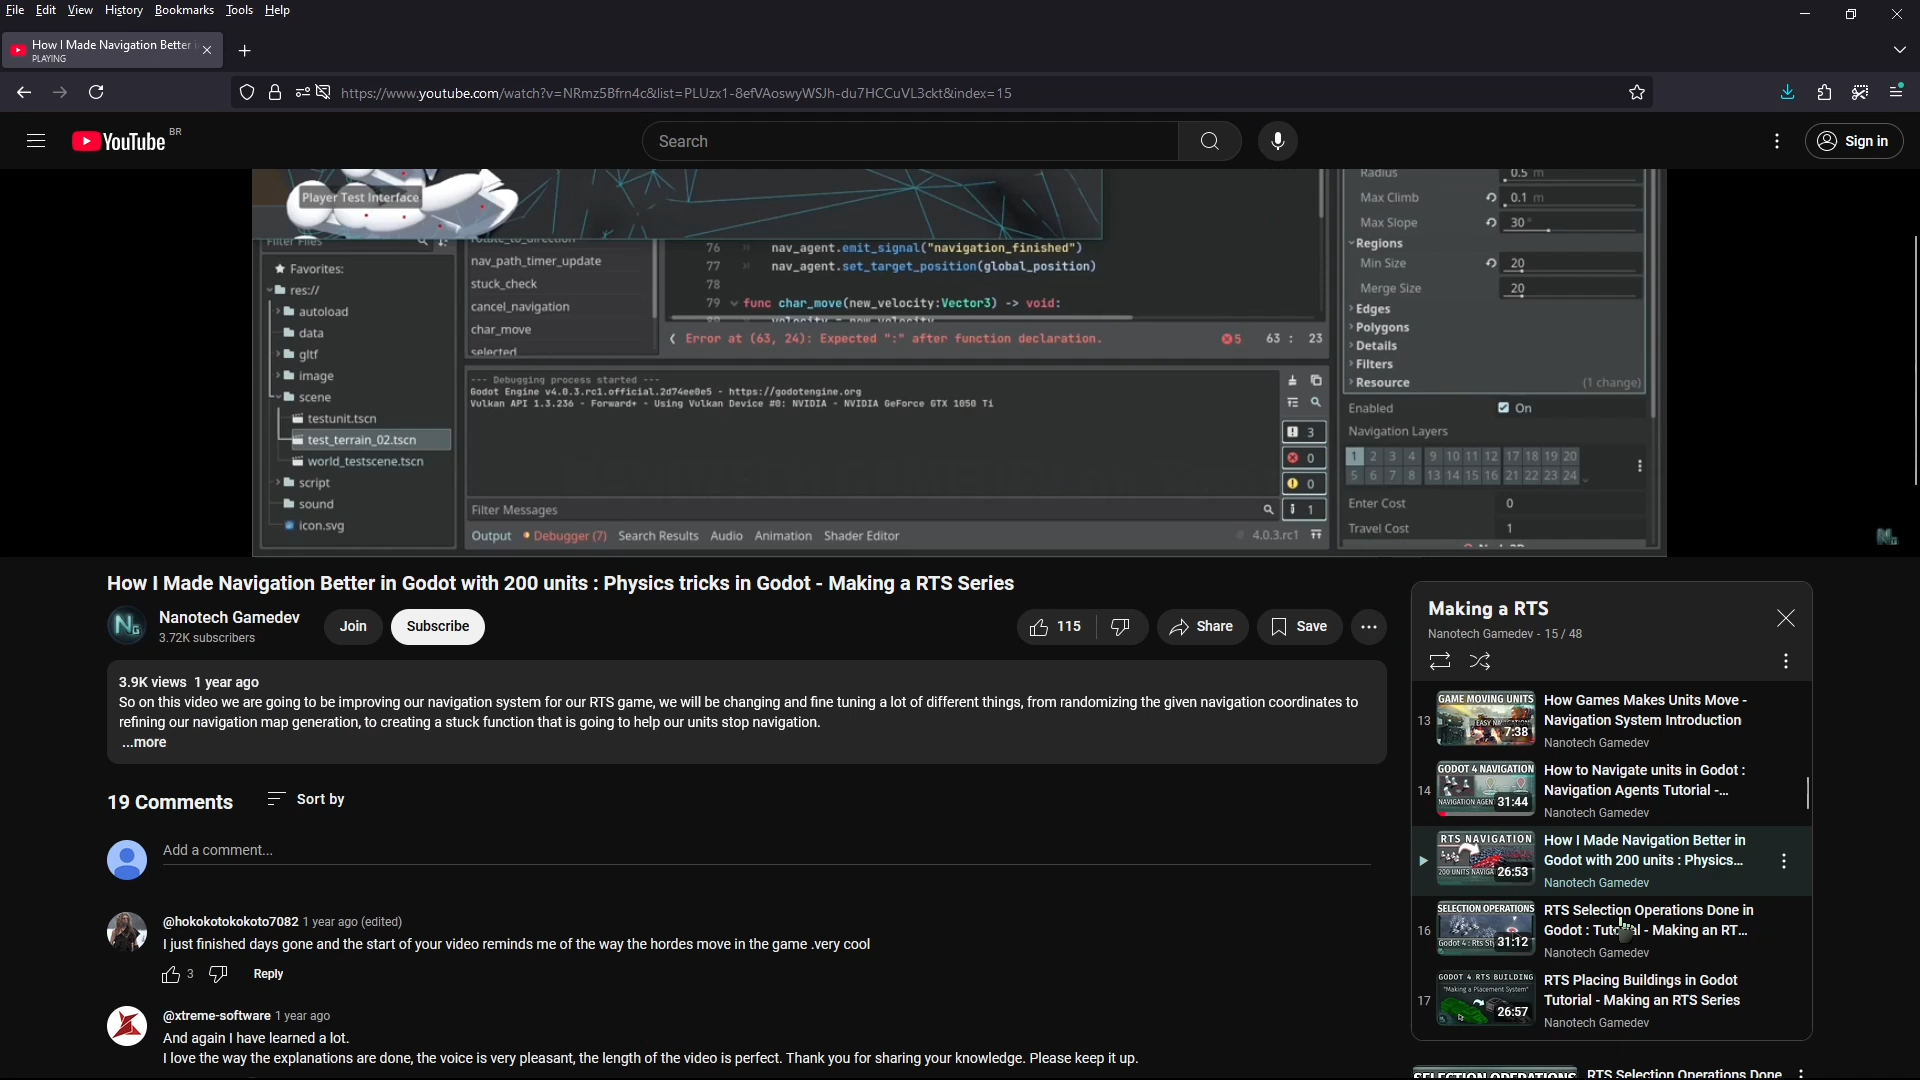 File Edit View History Bookmarks Tools Help
How I Made Navigation Better i
PLAYING
https://www.youtube.com/watch?v=NRmz5Bfrn4c&list=PLUzx1-8efVAoswyWSJh-du7HCCuVL3ckt&index=15
YouTube BR
Search
Sign in
Player Test Interface
Filter Files
Favorites:
res://
autoload
data
gltf
image
scene
testunit.tscn
test_terrain_02.tscn
world_testscene.tscn
script
sound
icon.svg
rotate_to_direction
nav_path_timer_update
stuck_check
cancel_navigation
char_move
selected
76 nav_agent.emit_signal("navigation_finished")
77 nav_agent.set_target_position(global_position)
78
79 func char_move(new_velocity:Vector3) -> void:
80 velocity = new_velocity
Error at (63, 24): Expected ":" after function declaration. 5 63 : 23
--- Debugging process started ---
Godot Engine v4.0.3.rc1.official.2d74ee0e5 - https://godotengine.org
Vulkan API 1.3.236 - Forward+ - Using Vulkan Device #0: NVIDIA - NVIDIA GeForce GTX 1050 Ti
3
0
0
1
Filter Messages
Output Debugger (7) Search Results Audio Animation Shader Editor 4.0.3.rc1
Radius 0.5 m
Max Climb 0.1 m
Max Slope 30°
Regions
Min Size 20
Merge Size 20
Edges
Polygons
Details
Filters
Resource (1 change)
Enabled On
Navigation Layers
1 2 3 4 9 10 11 12 17 18 19 20
5 6 7 8 13 14 15 16 21 22 23 24
Enter Cost 0
Travel Cost 1
NG
How I Made Navigation Better in Godot with 200 units : Physics tricks in Godot - Making a RTS Series
NG
Nanotech Gamedev
3.72K subscribers
Join
Subscribe
115
Share
Save
3.9K views 1 year ago
So on this video we are going to be improving our navigation system for our RTS game, we will be changing and fine tuning a lot of different things, from randomizing the given navigation coordinates to
refining our navigation map generation, to creating a stuck function that is going to help our units stop navigation.
...more
19 Comments Sort by
Add a comment...
@hokokotokokoto7082 1 year ago (edited)
I just finished days gone and the start of your video reminds me of the way the hordes move in the game .very cool
3 Reply
@xtreme-software 1 year ago
And again I have learned a lot.
I love the way the explanations are done, the voice is very pleasant, the length of the video is perfect. Thank you for sharing your knowledge. Please keep it up.
Making a RTS
Nanotech Gamedev - 15 / 48
13
GAME MOVING UNITS
EASY NAVIGATION
7:38
How Games Makes Units Move -
Navigation System Introduction
Nanotech Gamedev
14
GODOT 4 NAVIGATION
NAVIGATION AGEN
31:44
How to Navigate units in Godot :
Navigation Agents Tutorial -...
Nanotech Gamedev
RTS NAVIGATION
200 UNITS NAVIGA
26:53
How I Made Navigation Better in
Godot with 200 units : Physics...
Nanotech Gamedev
16
SELECTION OPERATIONS
Godot 4 : Rts St
31:12
RTS Selection Operations Done in
Godot : Tutorial - Making an RT...
Nanotech Gamedev
17
GODOT 4 RTS BUILDING
"Making a Placement System"
26:57
RTS Placing Buildings in Godot
Tutorial - Making an RTS Series
Nanotech Gamedev
SELECTION OPERATIONS
RTS Selection Operations Done